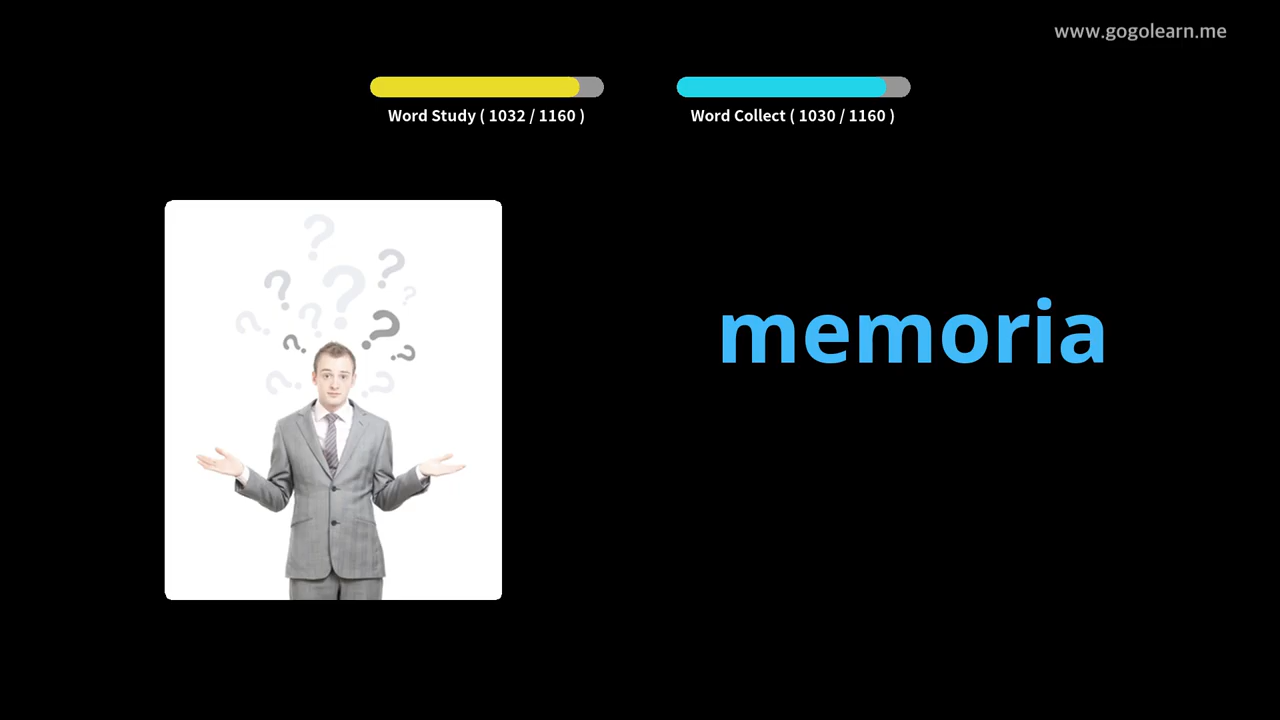 www.gogolearn.me
Word Study ( 1032 / 1160 )
Word Collect ( 1030 / 1160 )
? ? ? ? ? ? ? ? ? ? ? ?
memoria